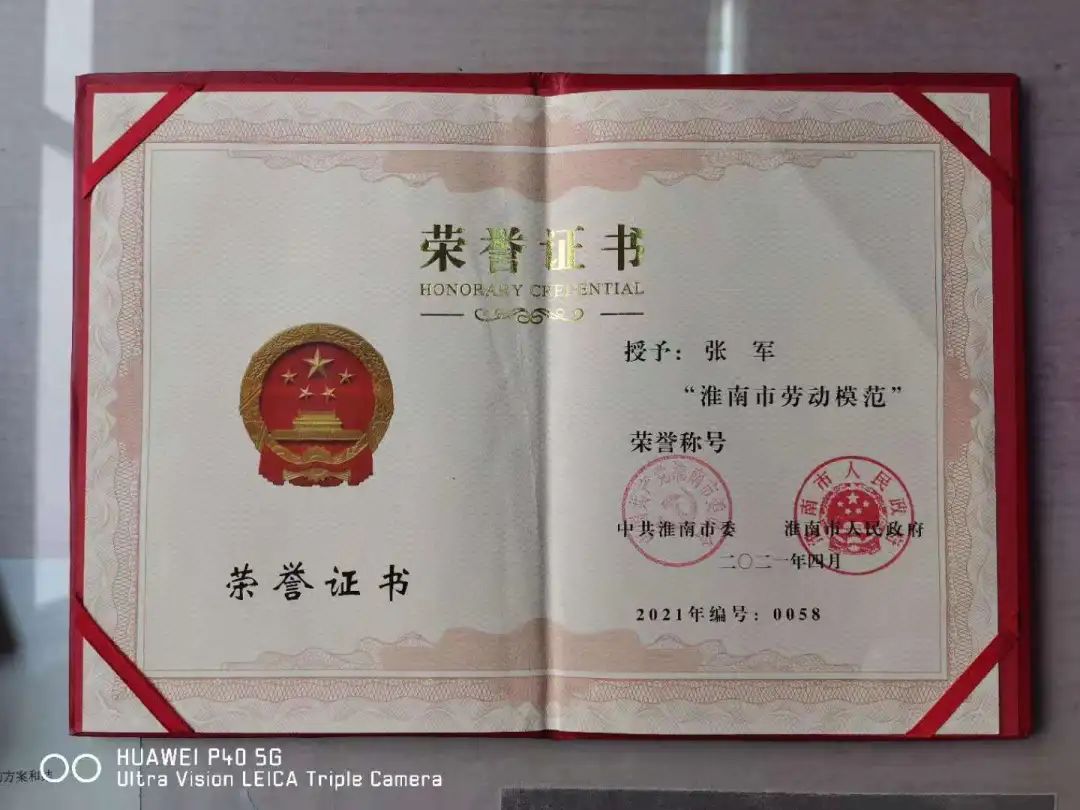 荣誉证书
HONORARY CREDENTIAL
授予：张 军
“淮南市劳动模范”
荣誉称号
中共淮南市委 淮南市人民政府
二〇二一年四月
2021年编号：0058
荣誉证书
HUAWEI P40 5G
Ultra Vision LEICA Triple Camera